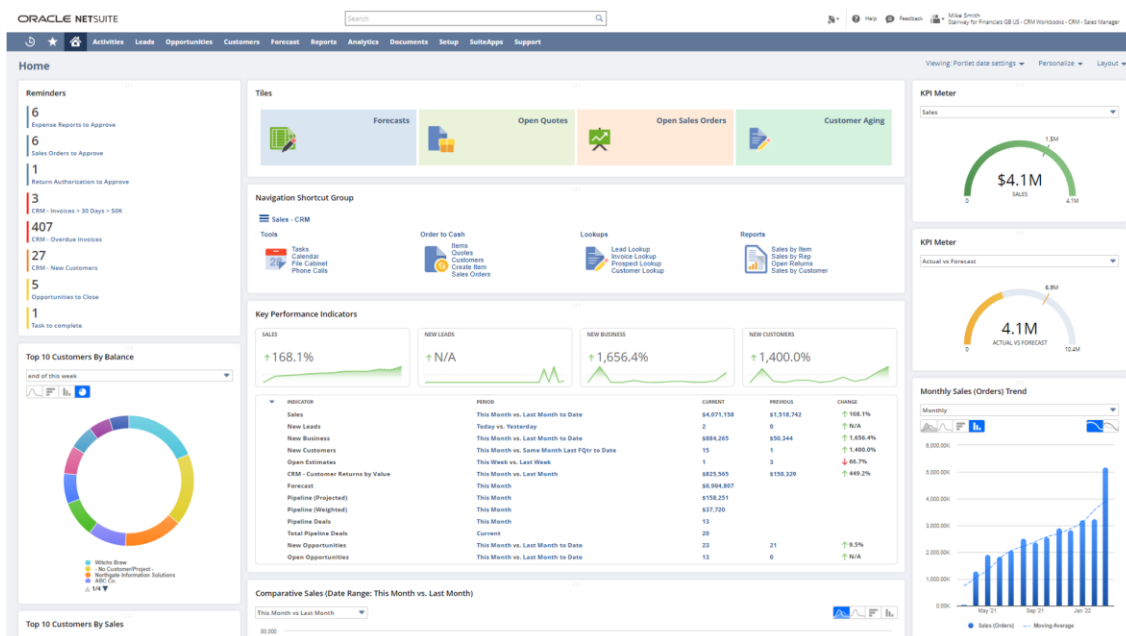 ORACLE NETSUITE
Search
Help
Feedback
Mike Smith
Stairway for Financials GB US - CRM Workbooks - CRM - Sales Manager
Activities Leads Opportunities Customers Forecast Reports Analytics Documents Setup SuiteApps Support
Home
Viewing: Portlet date settings Personalize Layout
Reminders
6
Expense Reports to Approve
6
Sales Orders to Approve
1
Return Authorization to Approve
3
CRM - Invoices > 30 Days > 50K
407
CRM - Overdue Invoices
27
CRM - New Customers
5
Opportunities to Close
1
Task to complete
Top 10 Customers By Balance
end of this week
Witchs Brew
- No Customer/Project -
Northgate Information Solutions
ABC Co.
1/4
Top 10 Customers By Sales
Tiles
Forecasts
Open Quotes
Open Sales Orders
Customer Aging
Navigation Shortcut Group
Sales - CRM
Tools
Tasks
Calendar
File Cabinet
Phone Calls
Order to Cash
Items
Quotes
Customers
Create Item
Sales Orders
Lookups
Lead Lookup
Invoice Lookup
Prospect Lookup
Customer Lookup
Reports
Sales by Item
Sales by Rep
Open Returns
Sales by Customer
Key Performance Indicators
SALES
168.1%
NEW LEADS
N/A
NEW BUSINESS
1,656.4%
NEW CUSTOMERS
1,400.0%
INDICATOR PERIOD CURRENT PREVIOUS CHANGE
Sales This Month vs. Last Month to Date $4,071,158 $1,518,742 168.1%
New Leads Today vs. Yesterday 2 0 N/A
New Business This Month vs. Last Month to Date $884,265 $50,344 1,656.4%
New Customers This Month vs. Same Month Last FQtr to Date 15 1 1,400.0%
Open Estimates This Week vs. Last Week 1 3 66.7%
CRM - Customer Returns by Value This Month vs. Last Month $825,565 $150,329 449.2%
Forecast This Month $6,904,807
Pipeline (Projected) This Month $158,251
Pipeline (Weighted) This Month $37,720
Pipeline Deals This Month 13
Total Pipeline Deals Current 20
New Opportunities This Month vs. Last Month to Date 23 21 9.5%
Open Opportunities This Month vs. Last Month to Date 13 0 N/A
Comparative Sales (Date Range: This Month vs. Last Month)
This Month vs Last Month
80,000
KPI Meter
Sales
1.5M
$4.1M
SALES
0
4.1M
KPI Meter
Actual vs Forecast
6.9M
4.1M
ACTUAL VS FORECAST
0
10.4M
Monthly Sales (Orders) Trend
Monthly
6,000.00K
5,000.00K
4,000.00K
3,000.00K
2,000.00K
1,000.00K
0.00K
May '21 Sep '21 Jan '22
Sales (Orders) Moving Average